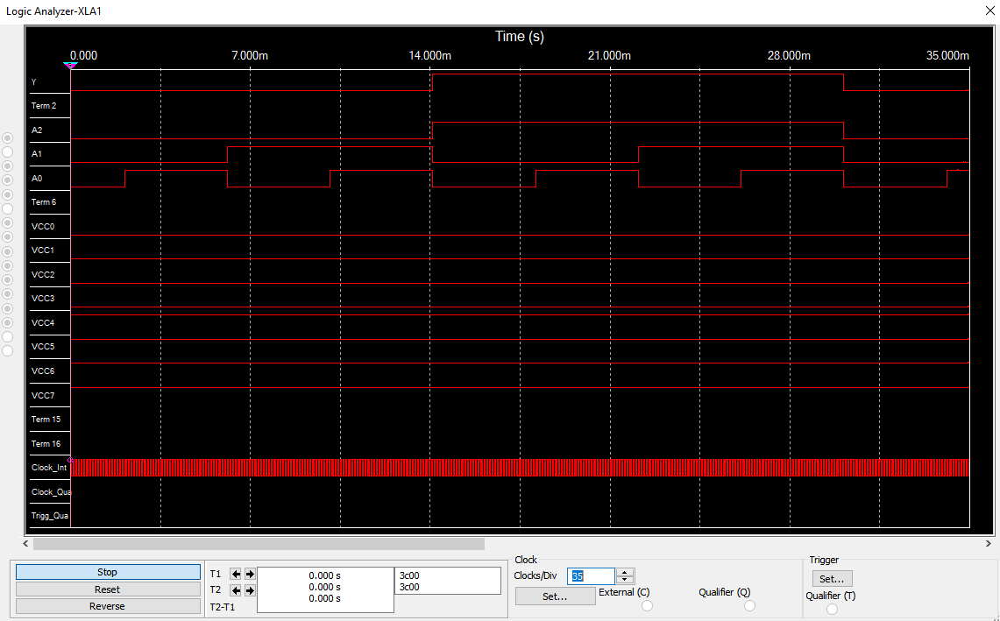 Logic Analyzer-XLA1
Time (s)
0.000 7.000m 14.000m 21.000m 28.000m 35.000m
Y
Term 2
A2
A1
A0
Term 6
VCC0
VCC1
VCC2
VCC3
VCC4
VCC5
VCC6
VCC7
Term 15
Term 16
Clock_Int
Clock_Qua
Trigg_Qua
Stop
Reset
Reverse
T1
T2
T2-T1
0.000 s
0.000 s
0.000 s
3c00
3c00
Clock
Clocks/Div 35
Set...
External (C)
Qualifier (Q)
Trigger
Set...
Qualifier (T)